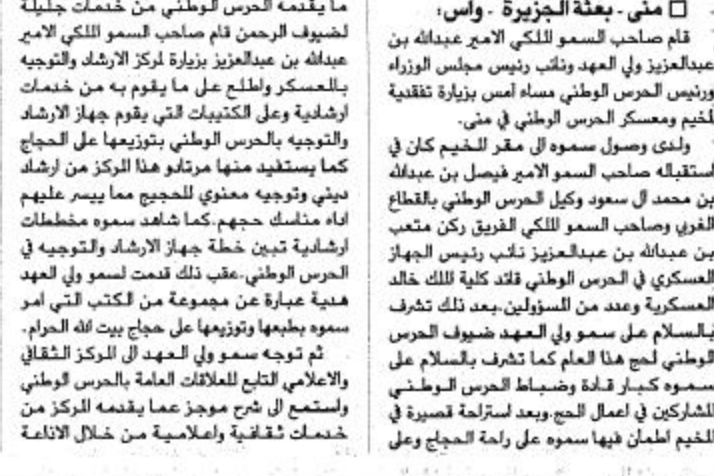 □ منى - بعثة الجزيرة - واس:
قام صاحب السمو الملكي الامير عبدالله بن
عبدالعزيز ولي العهد ونائب رئيس مجلس الوزراء
ورئيس الحرس الوطني مساء امس بزيارة تفقدية
لمخيم ومعسكر الحرس الوطني في منى.
ولدى وصول سموه الى مقر المخيم كان في
استقباله صاحب السمو الامير فيصل بن عبدالله
بن محمد آل سعود وكيل الحرس الوطني بالقطاع
الغربي وصاحب السمو الملكي الفريق ركن متعب
بن عبدالله بن عبدالعزيز نائب رئيس الجهاز
العسكري في الحرس الوطني قائد كلية الملك خالد
العسكرية وعدد من المسؤولين.بعد ذلك تشرف
بالسلام على سمو ولي العهد ضيوف الحرس
الوطني لحج هذا العام كما تشرف بالسلام على
سموه كبار قادة وضباط الحرس الوطني
المشاركين في اعمال الحج.وبعد استراحة قصيرة في
المخيم اطمأن فيها سموه على راحة الحجاج وعلى
ما يقدمه الحرس الوطني من خدمات جليلة
لضيوف الرحمن قام صاحب السمو الملكي الامير
عبدالله بن عبدالعزيز بزيارة لمركز الارشاد والتوجيه
بالمعسكر واطلع على ما يقوم به من خدمات
ارشادية وعلى الكتيبات التي يقوم جهاز الارشاد
والتوجيه بالحرس الوطني بتوزيعها على الحجاج
كما يستفيد منها مرتادو هذا المركز من ارشاد
ديني وتوجيه معنوي للحجيج مما ييسر عليهم
اداء مناسك حجهم.كما شاهد سموه مخططات
ارشادية تبين خطة جهاز الارشاد والتوجيه في
الحرس الوطني.عقب ذلك قدمت لسمو ولي العهد
هدية عبارة عن مجموعة من الكتب التي امر
سموه بطبعها وتوزيعها على حجاج بيت الله الحرام.
ثم توجه سمو ولي العهد الى المركز الثقافي
والاعلامي التابع للعلاقات العامة بالحرس الوطني
واستمع الى شرح موجز عما يقدمه المركز من
خدمات ثقافية واعلامية من خلال الاذاعة